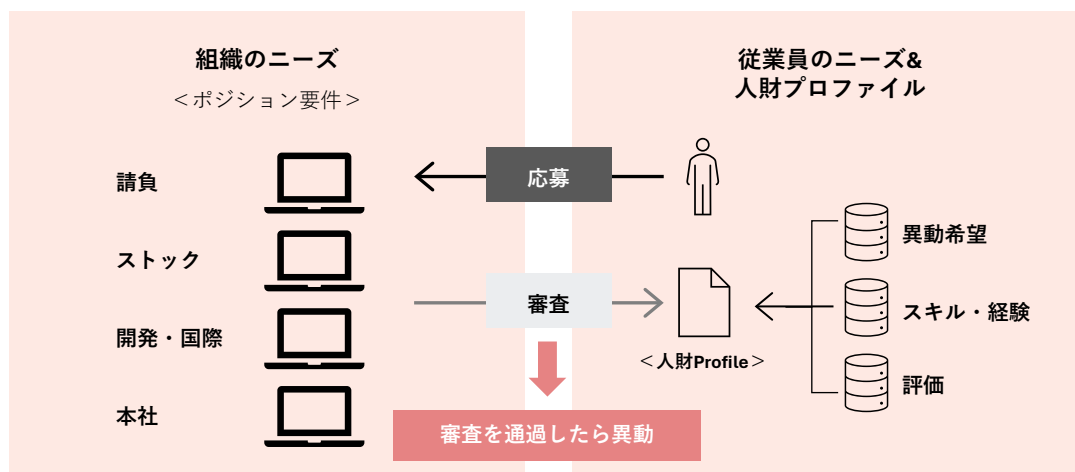 組織のニーズ
＜ポジション要件＞
請負
ストック
開発・国際
本社
従業員のニーズ&
人財プロファイル
応募
審査
＜人財Profile＞
異動希望
スキル・経験
評価
審査を通過したら異動